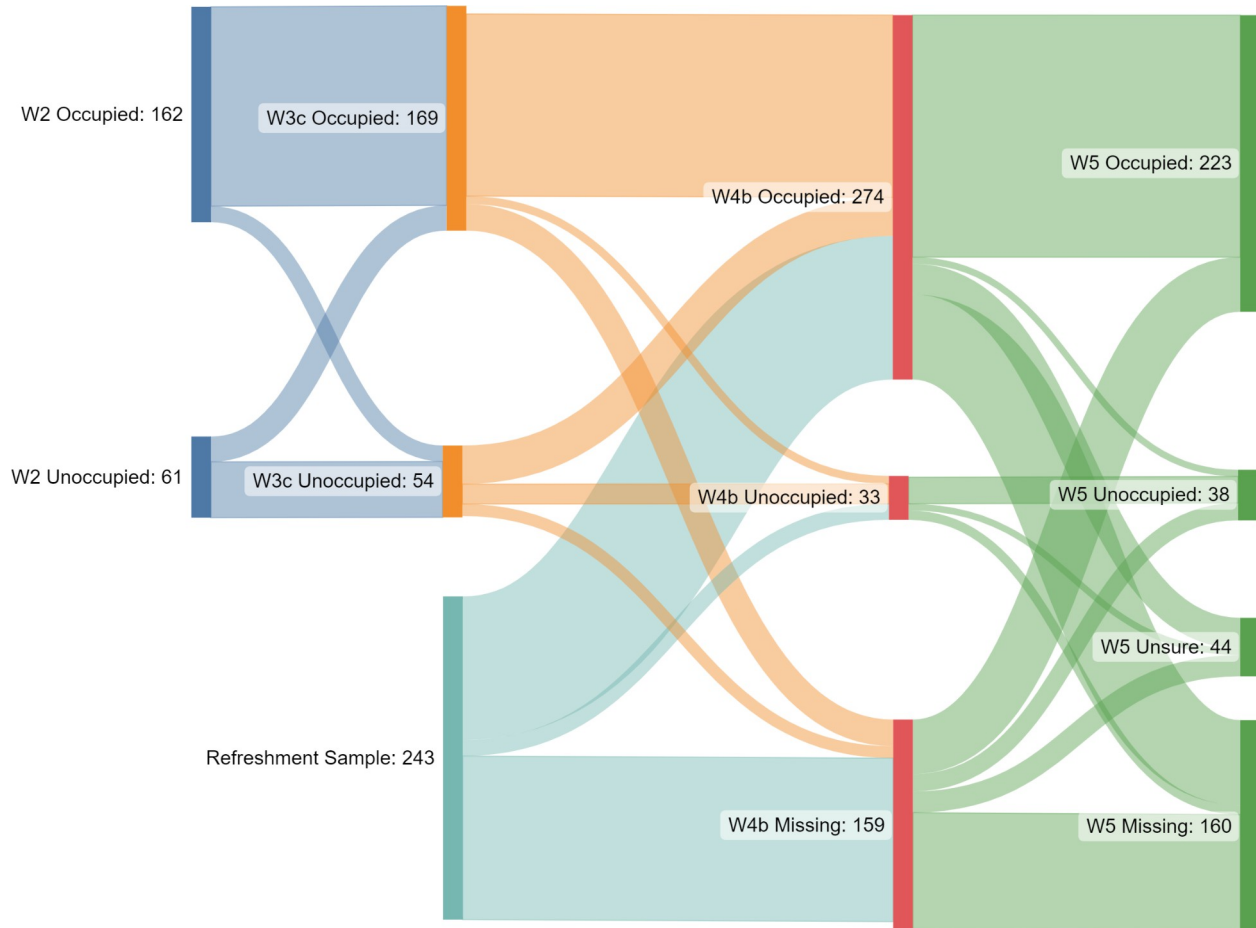 W2 Occupied: 162
W3c Occupied: 169
W4b Occupied: 274
W5 Occupied: 223
W2 Unoccupied: 61
W3c Unoccupied: 54
W4b Unoccupied: 33
W5 Unoccupied: 38
W5 Unsure: 44
Refreshment Sample: 243
W4b Missing: 159
W5 Missing: 160